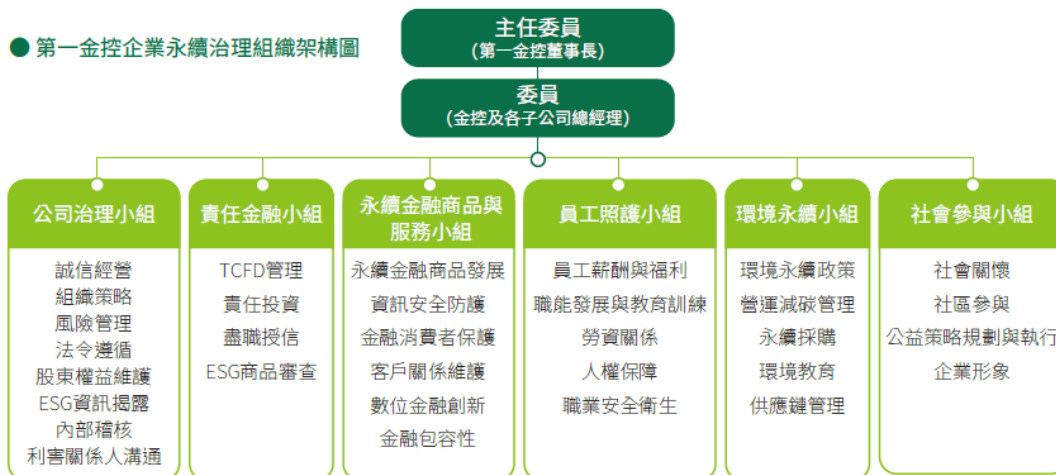 ● 第一金控企業永續治理組織架構圖
主任委員
(第一金控董事長)
委員
(金控及各子公司總經理)
公司治理小組
誠信經營
組織策略
風險管理
法令遵循
股東權益維護
ESG資訊揭露
內部稽核
利害關係人溝通
責任金融小組
TCFD管理
責任投資
盡職授信
ESG商品審查
永續金融商品與
服務小組
永續金融商品發展
資訊安全防護
金融消費者保護
客戶關係維護
數位金融創新
金融包容性
員工照護小組
員工薪酬與福利
職能發展與教育訓練
勞資關係
人權保障
職業安全衛生
環境永續小組
環境永續政策
營運減碳管理
永續採購
環境教育
供應鏈管理
社會參與小組
社會關懷
社區參與
公益策略規劃與執行
企業形象